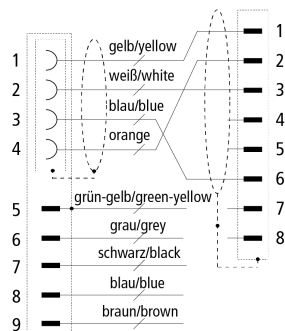 gelb/yellow
1
1
weiß/white
2
2
blau/blue
3
3
orange
4
4
5
6
grün-gelb/green-yellow
5
7
grau/grey
6
8
schwarz/black
7
blau/blue
8
braun/brown
9